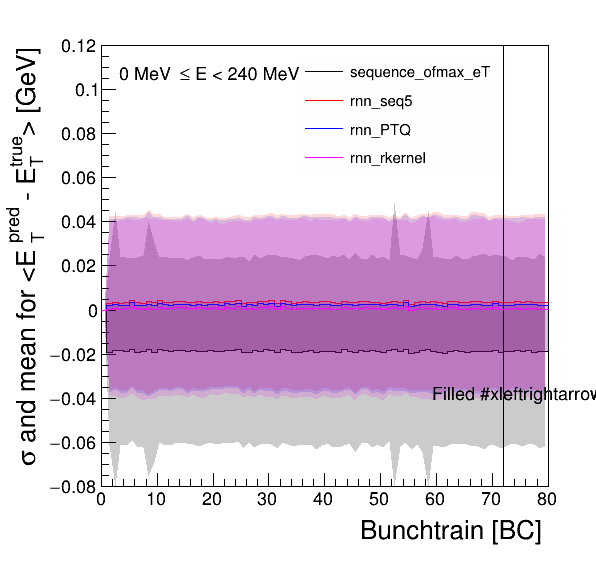 0.12
0.1
0.08
0.06
0.04
0.02
0
−0.02
−0.04
−0.06
−0.08
σ and mean for <E_T^pred - E_T^true> [GeV]
0 MeV ≤ E < 240 MeV
sequence_ofmax_eT
rnn_seq5
rnn_PTQ
rnn_rkernel
Filled #xleftrightarrow
0 10 20 30 40 50 60 70 80
Bunchtrain [BC]